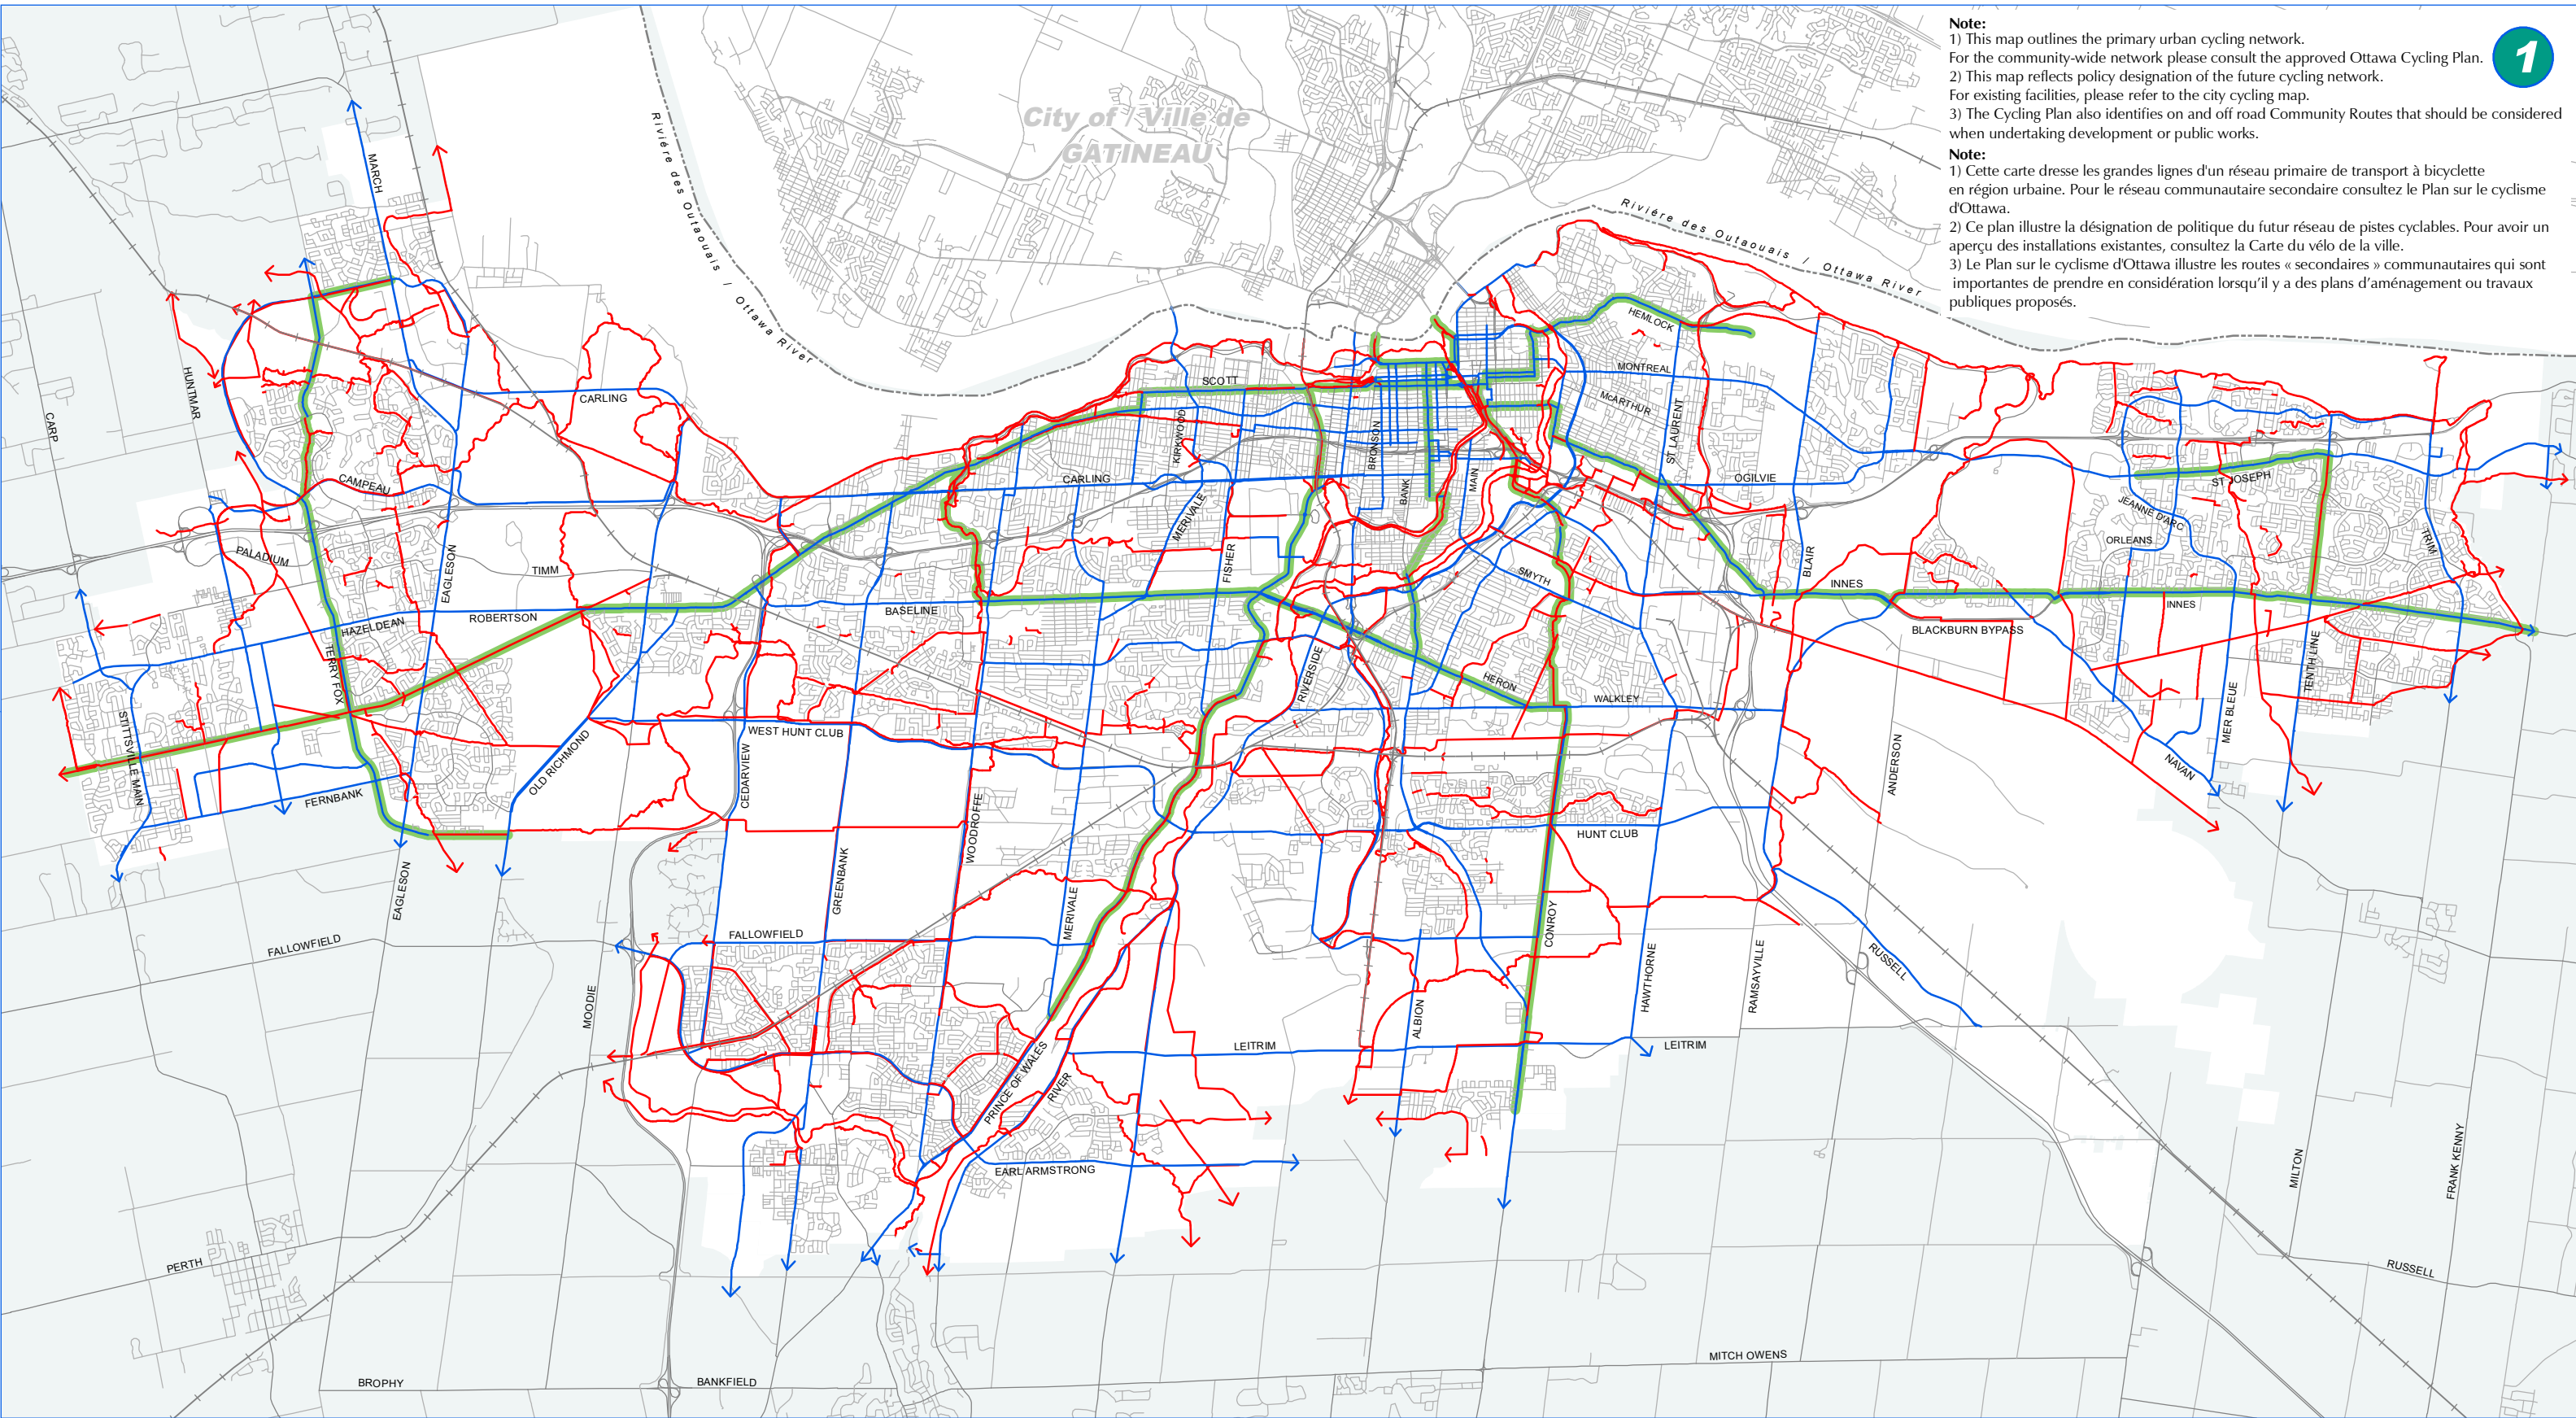 Note:
1) This map outlines the primary urban cycling network.
For the community-wide network please consult the approved Ottawa Cycling Plan.
2) This map reflects policy designation of the future cycling network.
For existing facilities, please refer to the city cycling map.
3) The Cycling Plan also identifies on and off road Community Routes that should be considered
when undertaking development or public works.
Note:
1) Cette carte dresse les grandes lignes d'un réseau primaire de transport à bicyclette
en région urbaine. Pour le réseau communautaire secondaire consultez le Plan sur le cyclisme
d'Ottawa.
2) Ce plan illustre la désignation de politique du futur réseau de pistes cyclables. Pour avoir un
aperçu des installations existantes, consultez la Carte du vélo de la ville.
3) Le Plan sur le cyclisme d'Ottawa illustre les routes « secondaires » communautaires qui sont
importantes de prendre en considération lorsqu'il y a des plans d'aménagement ou travaux
publiques proposés.
1
City of / Ville de
GATINEAU
Riviére des Outaouais / Ottawa River
Riviére des Outaouais / Ottawa River
MARCH
HUNTMAR
CARP
CARLING
SCOTT
HEMLOCK
MONTREAL
McARTHUR
ST LAURENT
KIRKWOOD
BRONSON
BANK
MAIN
CARLING
MERIVALE
OGILVIE
ST JOSEPH
JEANNE D'ARC
ORLEANS
TRIM
CAMPEAU
PALADIUM
EAGLESON
TIMM
FISHER
SMYTH
BLAIR
INNES
INNES
BASELINE
ROBERTSON
HAZELDEAN
TERRY FOX
BLACKBURN BYPASS
TENTH LINE
RIVERSIDE
HERON
WALKLEY
MER BLEUE
NAVAN
STITTSVILLE MAIN
WEST HUNT CLUB
OLD RICHMOND
CEDARVIEW
FERNBANK
ANDERSON
WOODROFFE
HUNT CLUB
GREENBANK
EAGLESON
MERIVALE
CONROY
FALLOWFIELD
FALLOWFIELD
MOODIE
HAWTHORNE
RAMSAYVILLE
RUSSELL
ALBION
LEITRIM
LEITRIM
PRINCE OF WALES
RIVER
EARL ARMSTRONG
MILTON
FRANK KENNY
PERTH
RUSSELL
MITCH OWENS
BROPHY
BANKFIELD